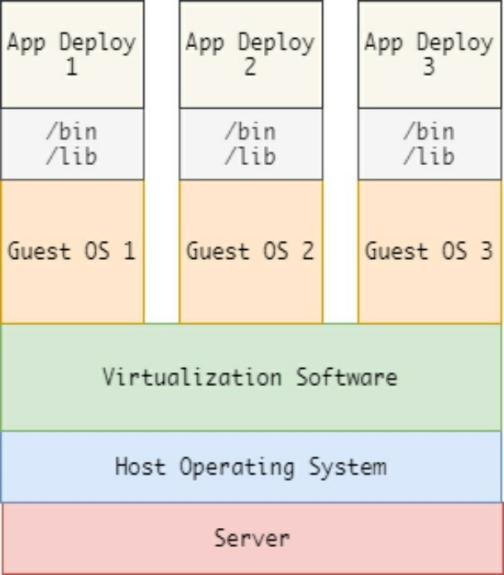 App Deploy
1
App Deploy
2
App Deploy
3
/bin
/lib
/bin
/lib
/bin
/lib
Guest OS 1
Guest OS 2
Guest OS 3
Virtualization Software
Host Operating System
Server